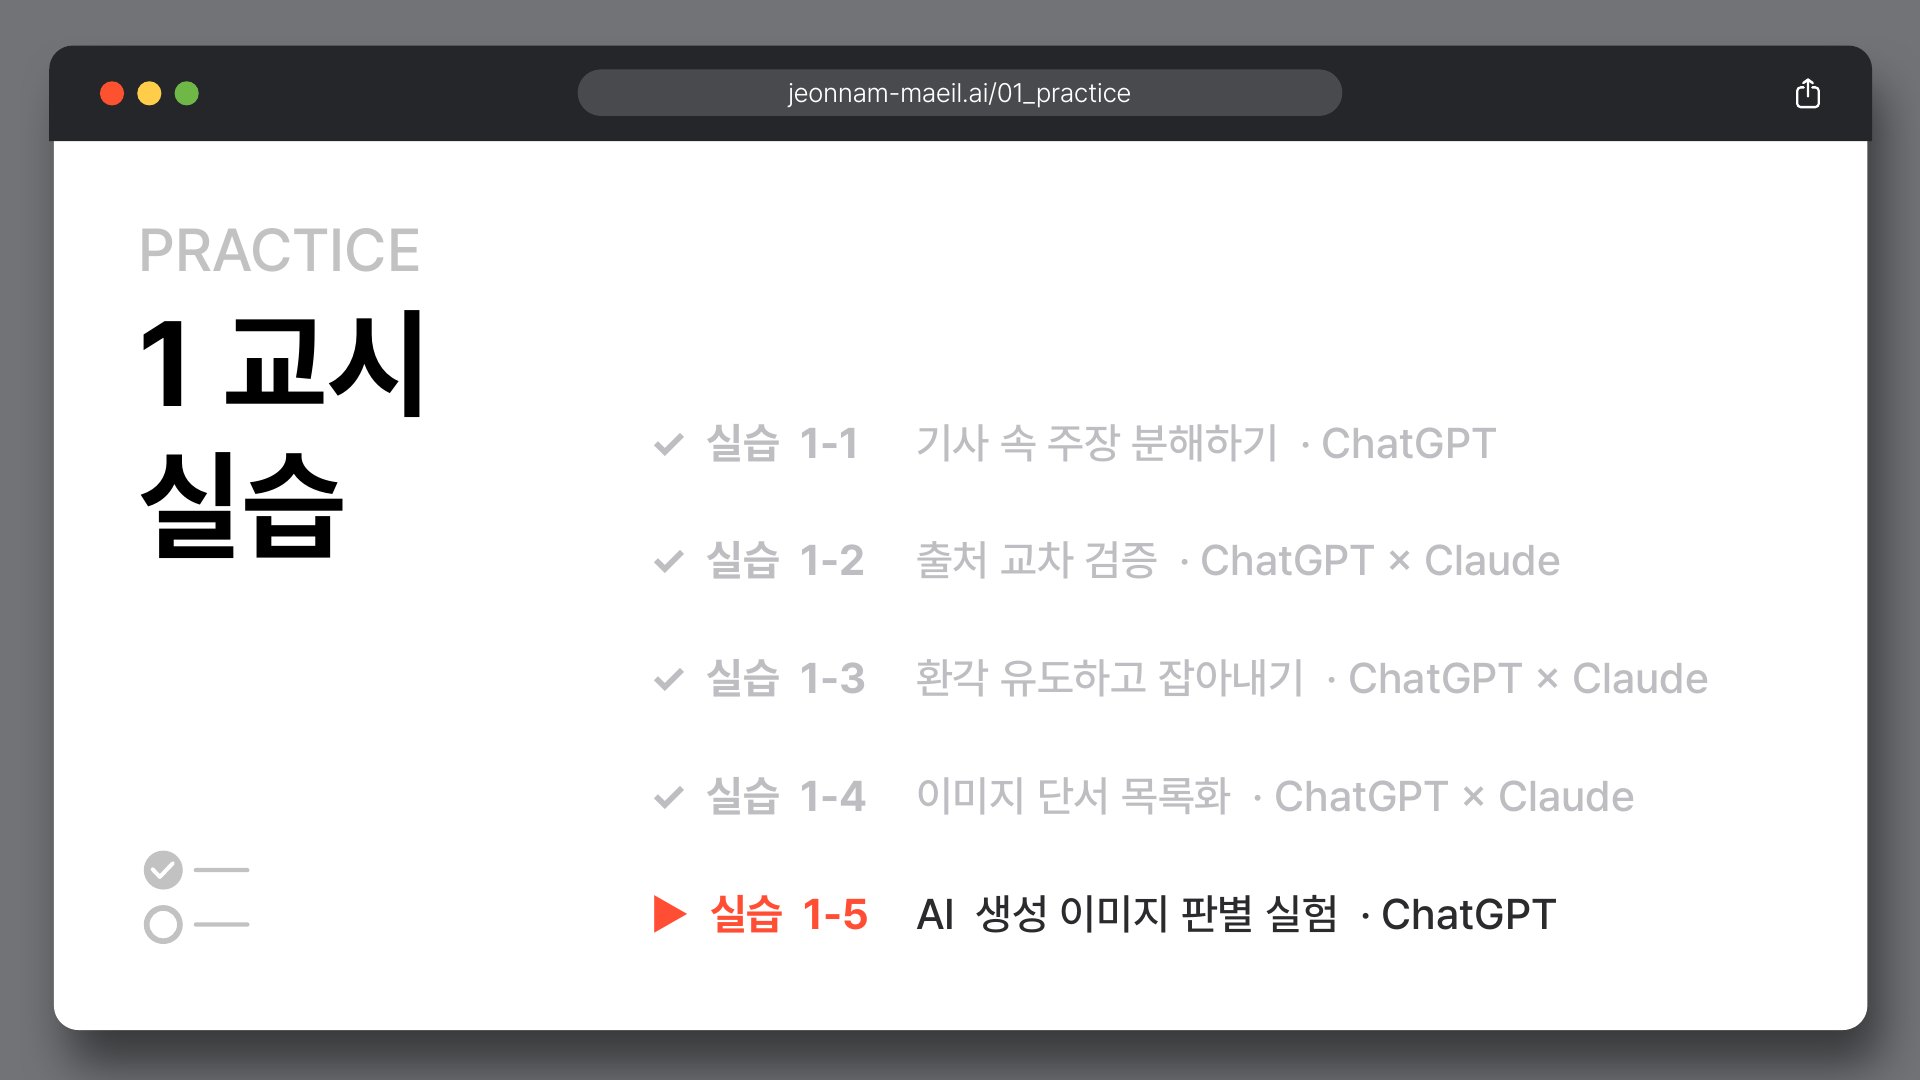 jeonnam-maeil.ai/01_practice
PRACTICE
1 교시
실습
실습 1-1 기사 속 주장 분해하기 · ChatGPT
실습 1-2 출처 교차 검증 · ChatGPT × Claude
실습 1-3 환각 유도하고 잡아내기 · ChatGPT × Claude
실습 1-4 이미지 단서 목록화 · ChatGPT × Claude
실습 1-5 AI 생성 이미지 판별 실험 · ChatGPT